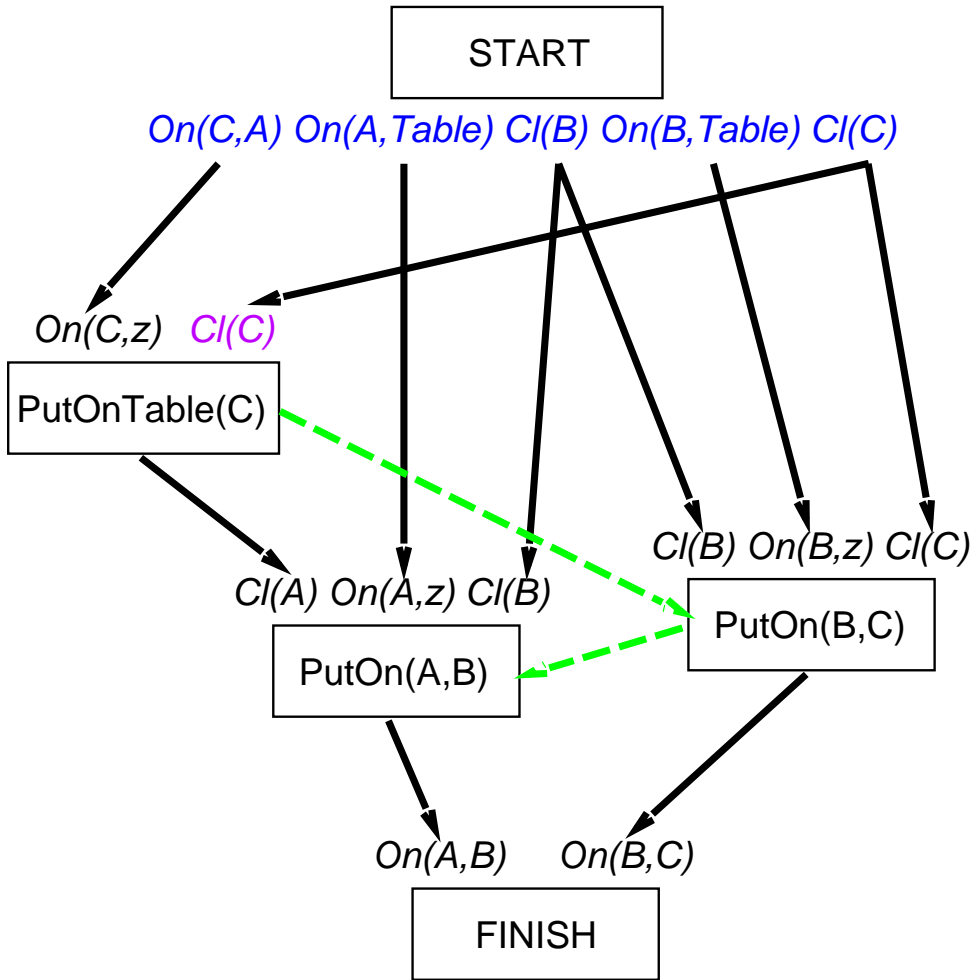 START
On(C,A) On(A,Table) Cl(B) On(B,Table) Cl(C)
On(C,z) Cl(C)
PutOnTable(C)
Cl(A) On(A,z) Cl(B)
Cl(B) On(B,z) Cl(C)
PutOn(A,B)
PutOn(B,C)
On(A,B) On(B,C)
FINISH